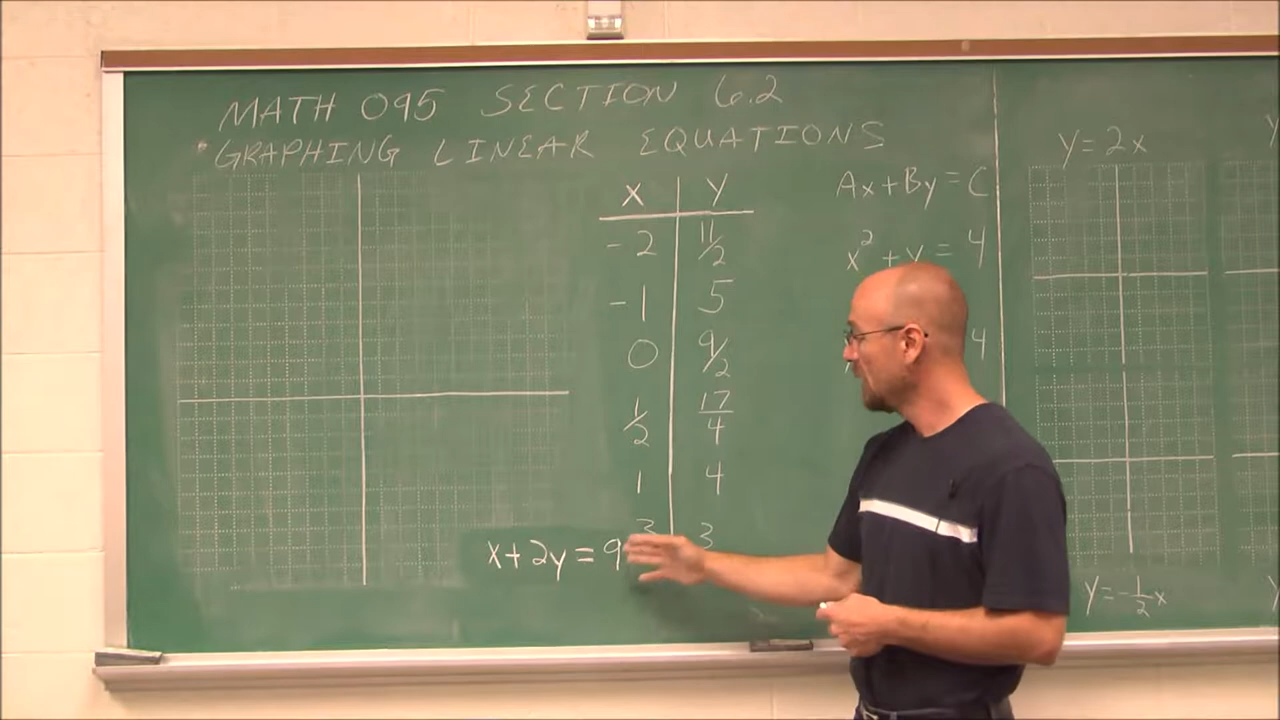 MATH 095 SECTION 6.2
GRAPHING LINEAR EQUATIONS
x | y
-2 | 11/2
-1 | 5
0 | 9/2
1/2 | 17/4
1 | 4
3 | 3
x+2y=9
Ax+By=C
x²+y=4
4
y=2x
y=-1/2x